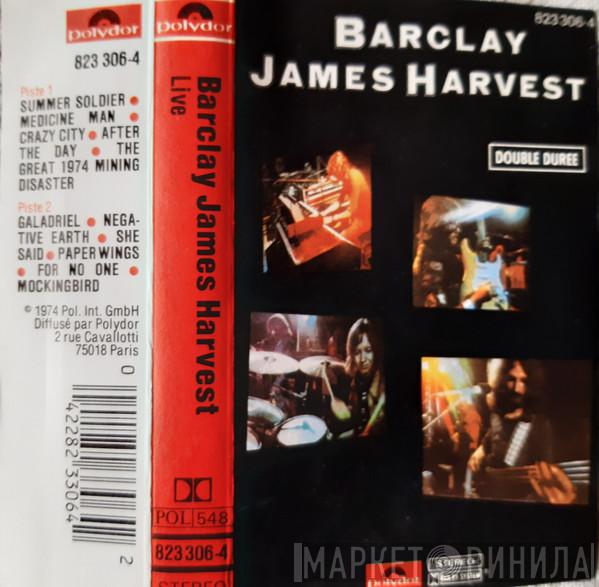 polydor
823 306-4
Piste 1
SUMMER SOLDIER •
MEDICINE MAN •
CRAZY CITY • AFTER
THE DAY • THE
GREAT 1974 MINING
DISASTER
Piste 2
GALADRIEL • NEGA-
TIVE EARTH • SHE
SAID • PAPER WINGS
• FOR NO ONE •
MOCKINGBIRD
© 1974 Pol. Int. GmbH
Diffusé par Polydor
2 rue Cavallotti
75018 Paris
0 42282 33064 2
polydor
Barclay James Harvest
Live
POL 548
823 306-4
STEREO
823 306-4
BARCLAY
JAMES HARVEST
DOUBLE DUREE
polydor
STEREO
МАРКЕТ ВИНИЛА